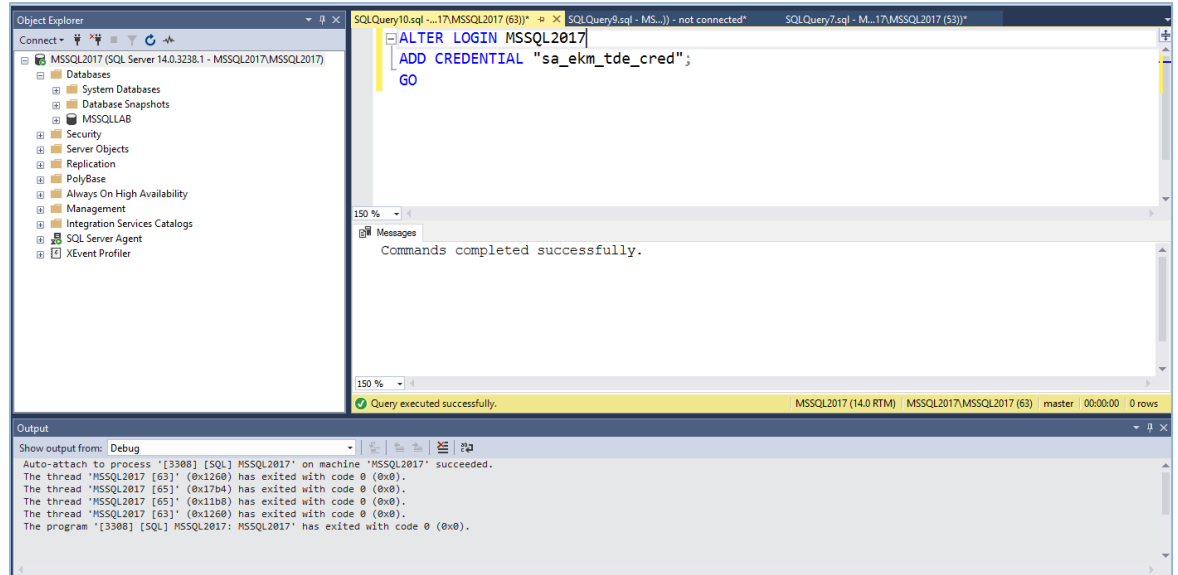 Object Explorer
Connect
MSSQL2017 (SQL Server 14.0.3238.1 - MSSQL2017\MSSQL2017)
Databases
System Databases
Database Snapshots
MSSQLLAB
Security
Server Objects
Replication
PolyBase
Always On High Availability
Management
Integration Services Catalogs
SQL Server Agent
XEvent Profiler
SQLQuery10.sql -...17\MSSQL2017 (63))* SQLQuery9.sql - MS...)) - not connected* SQLQuery7.sql - M...17\MSSQL2017 (53))*
ALTER LOGIN MSSQL2017
ADD CREDENTIAL "sa_ekm_tde_cred";
GO
150 %
Messages
Commands completed successfully.
150 %
Query executed successfully. MSSQL2017 (14.0 RTM) MSSQL2017\MSSQL2017 (63) master 00:00:00 0 rows
Output
Show output from: Debug
Auto-attach to process '[3308] [SQL] MSSQL2017' on machine 'MSSQL2017' succeeded.
The thread 'MSSQL2017 [63]' (0x1260) has exited with code 0 (0x0).
The thread 'MSSQL2017 [65]' (0x17b4) has exited with code 0 (0x0).
The thread 'MSSQL2017 [65]' (0x11b8) has exited with code 0 (0x0).
The thread 'MSSQL2017 [63]' (0x1260) has exited with code 0 (0x0).
The program '[3308] [SQL] MSSQL2017: MSSQL2017' has exited with code 0 (0x0).